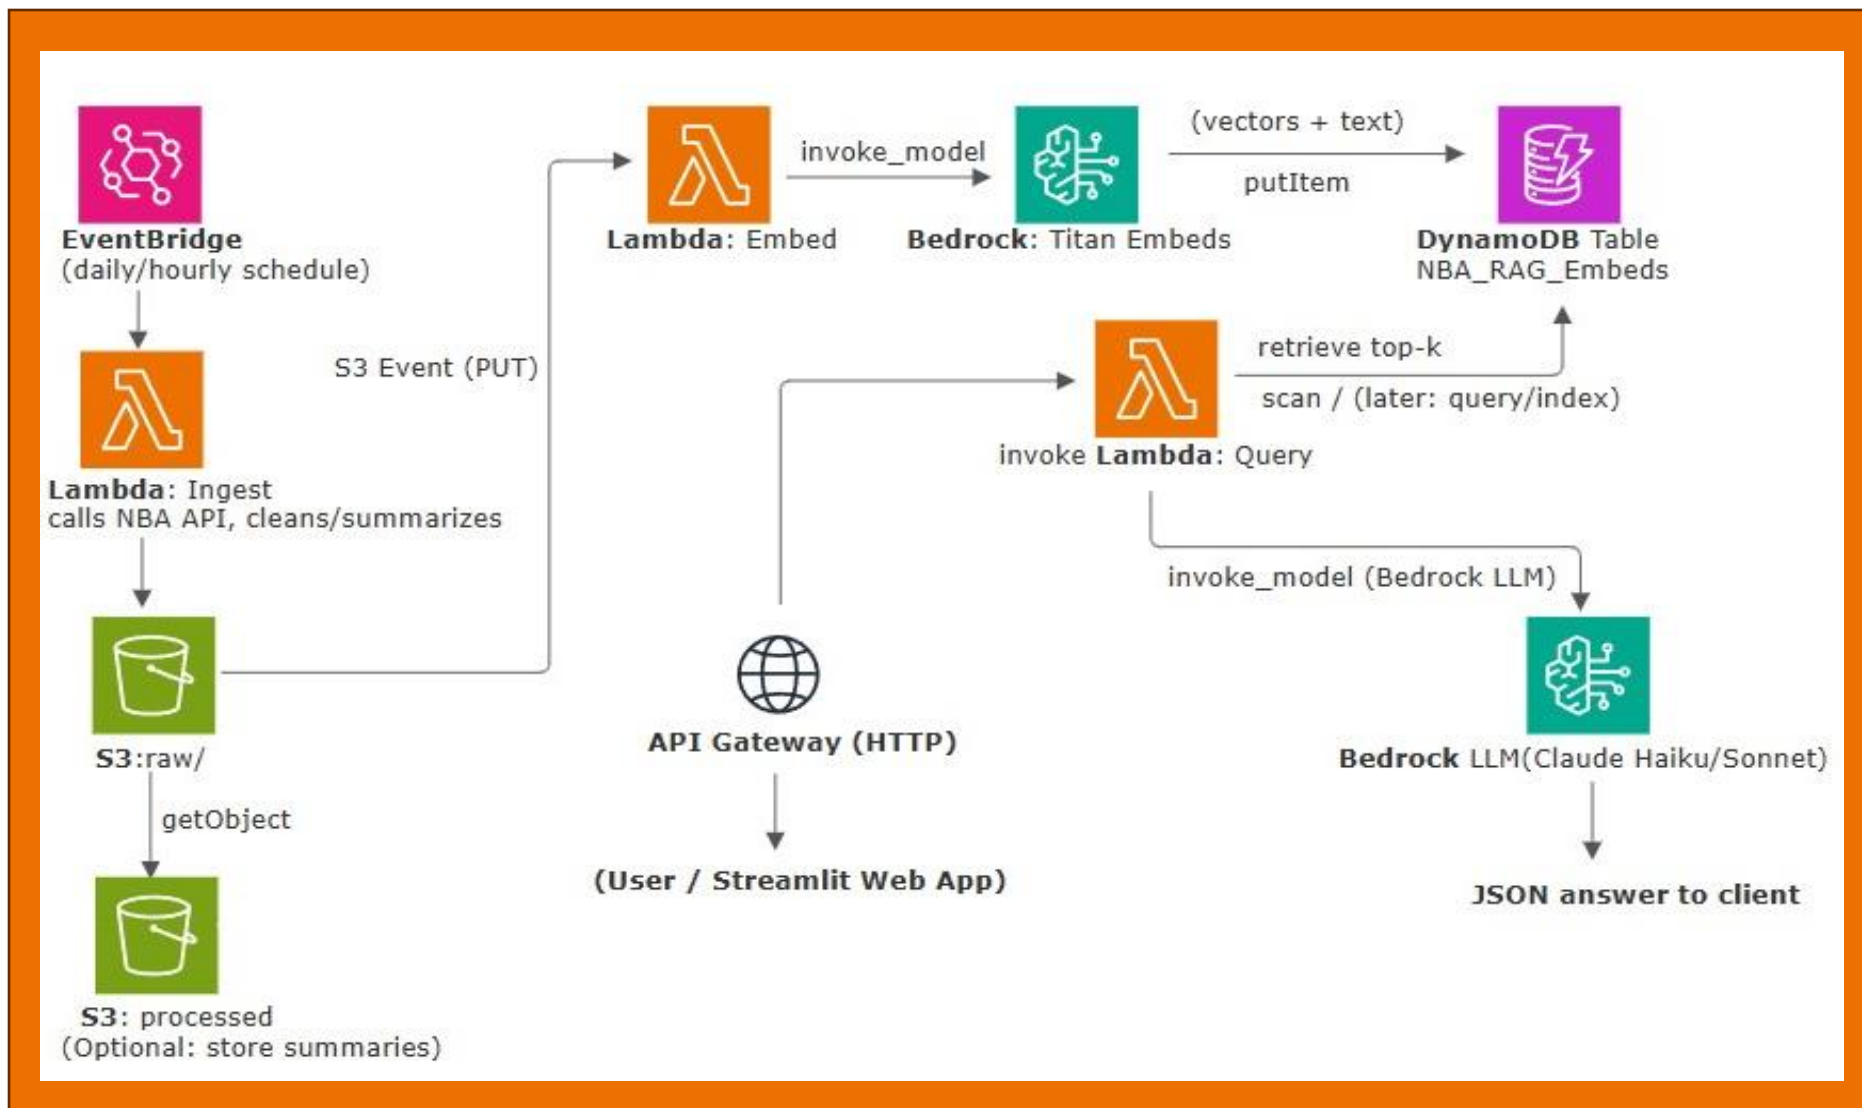 EventBridge
(daily/hourly schedule)
Lambda: Ingest
calls NBA API, cleans/summarizes
S3:raw/
getObject
S3: processed
(Optional: store summaries)
S3 Event (PUT)
Lambda: Embed
invoke_model
Bedrock: Titan Embeds
(vectors + text)
putItem
DynamoDB Table
NBA_RAG_Embeds
retrieve top-k
scan / (later: query/index)
invoke Lambda: Query
invoke_model (Bedrock LLM)
API Gateway (HTTP)
(User / Streamlit Web App)
Bedrock LLM(Claude Haiku/Sonnet)
JSON answer to client